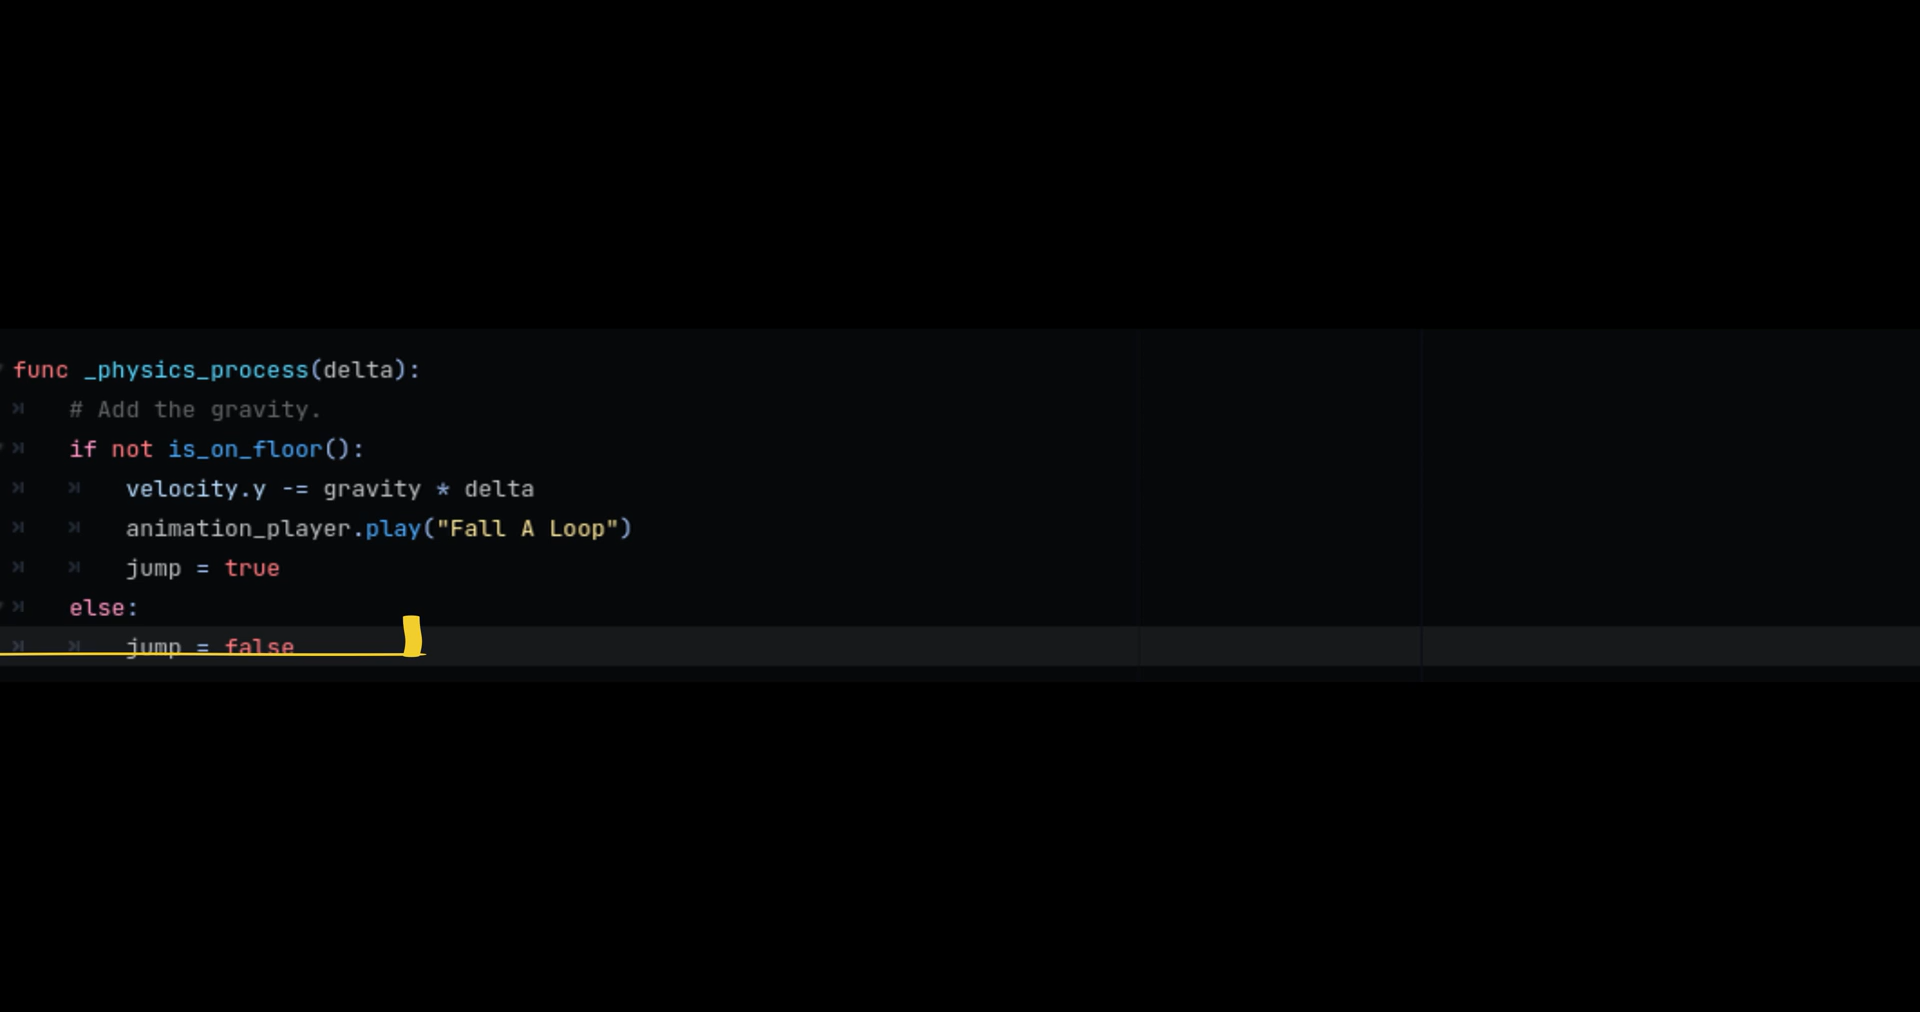 func _physics_process(delta):
# Add the gravity.
if not is_on_floor():
velocity.y -= gravity * delta
animation_player.play("Fall A Loop")
jump = true
else:
jump = false